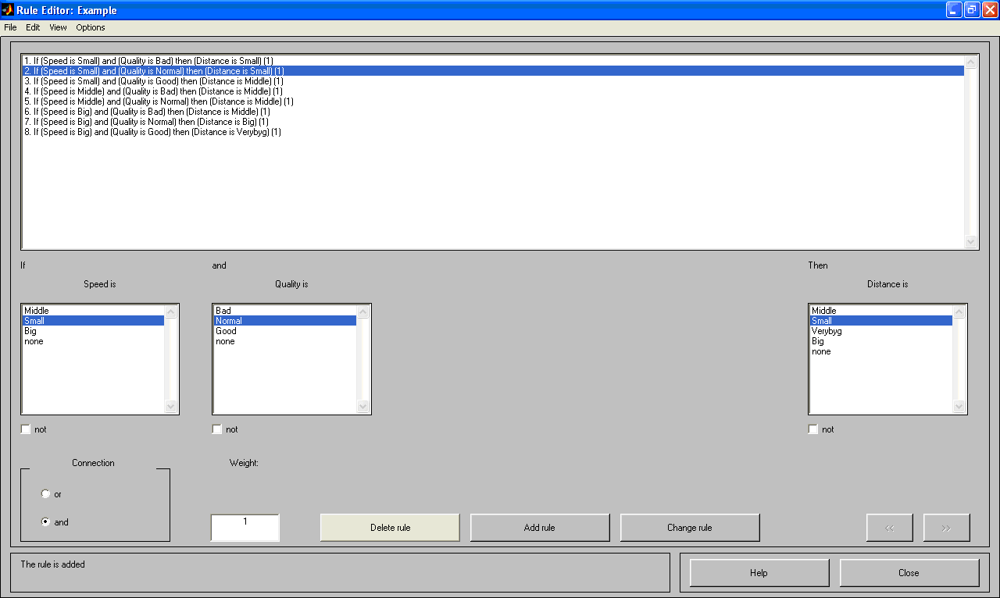 Rule Editor: Example
File Edit View Options
1. If (Speed is Small) and (Quality is Bad) then (Distance is Small) (1)
2. If (Speed is Small) and (Quality is Normal) then (Distance is Small) (1)
3. If (Speed is Small) and (Quality is Good) then (Distance is Middle) (1)
4. If (Speed is Middle) and (Quality is Bad) then (Distance is Middle) (1)
5. If (Speed is Middle) and (Quality is Normal) then (Distance is Middle) (1)
6. If (Speed is Big) and (Quality is Bad) then (Distance is Middle) (1)
7. If (Speed is Big) and (Quality is Normal) then (Distance is Big) (1)
8. If (Speed is Big) and (Quality is Good) then (Distance is Verybyg) (1)
If
Speed is
Middle
Small
Big
none
not
and
Quality is
Bad
Normal
Good
none
not
Then
Distance is
Middle
Small
Verybyg
Big
none
not
Connection
or
and
Weight:
1
Delete rule
Add rule
Change rule
<<
>>
The rule is added
Help
Close